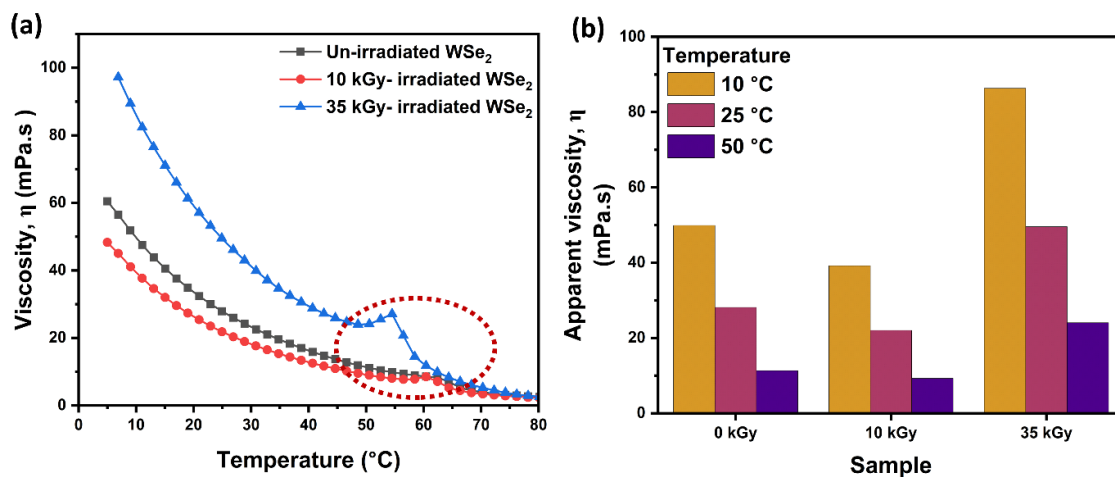 (a)
Un-irradiated WSe₂
10 kGy- irradiated WSe₂
35 kGy- irradiated WSe₂
Viscosity, η (mPa.s)
100
80
60
40
20
0
0 10 20 30 40 50 60 70 80
Temperature (°C)
(b)
Temperature
10 °C
25 °C
50 °C
Apparent viscosity, η
(mPa.s)
100
80
60
40
20
0
0 kGy 10 kGy 35 kGy
Sample